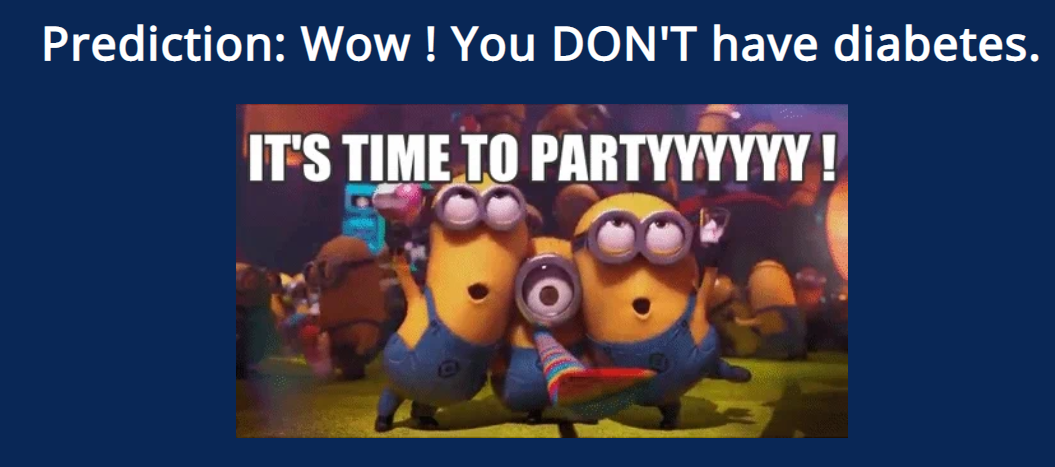 Prediction: Wow ! You DON'T have diabetes.
IT'S TIME TO PARTYYYYYY !